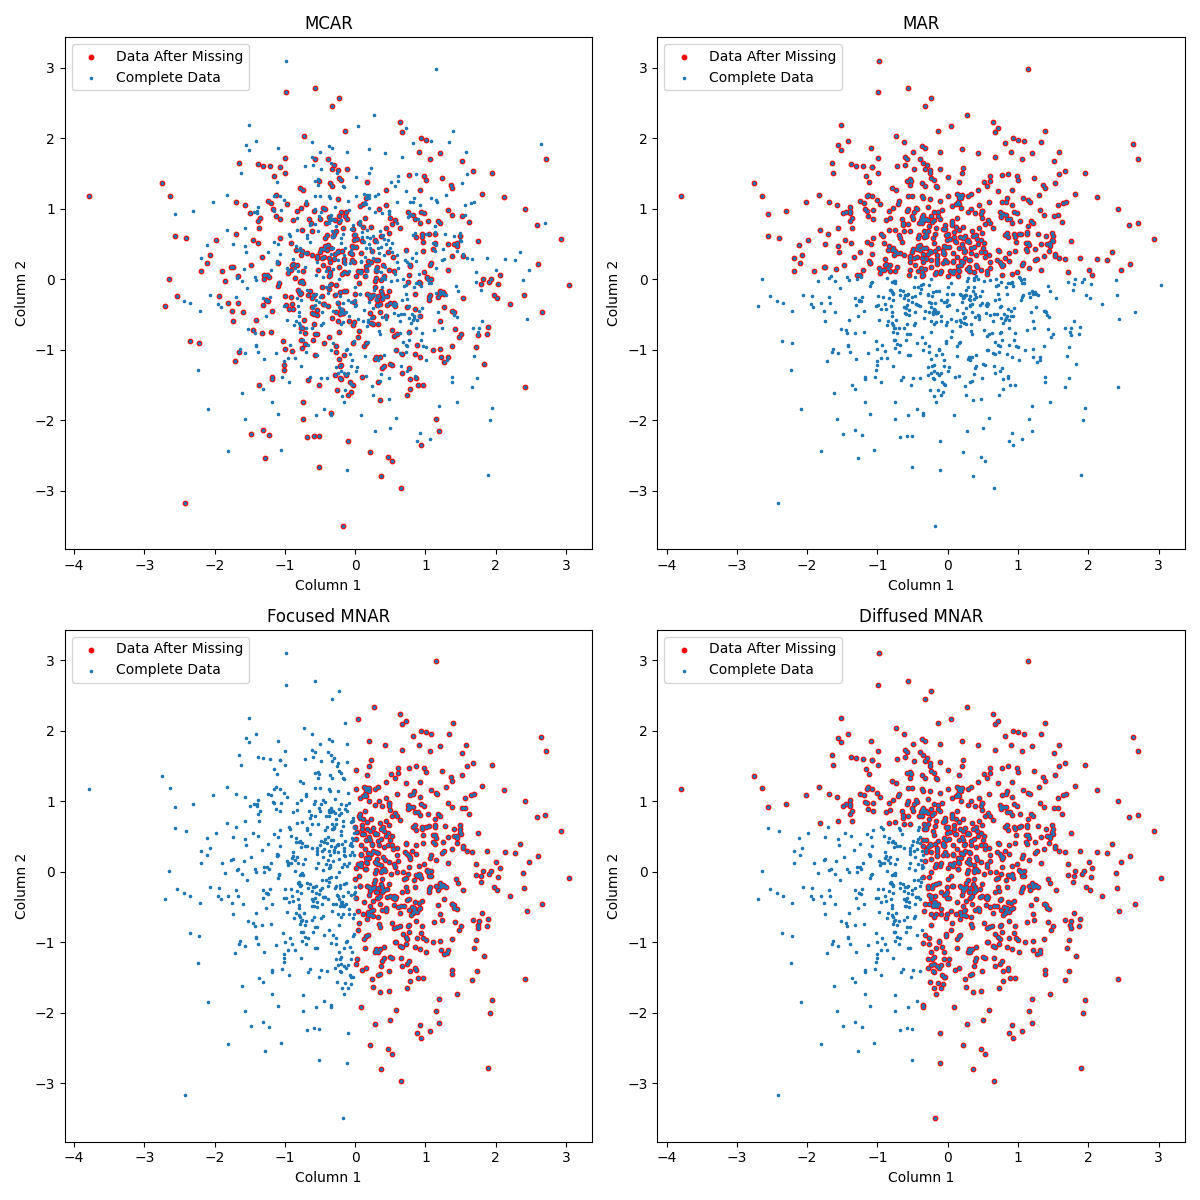 MCAR
Data After Missing
Complete Data
3
2
1
0
−1
−2
−3
Column 2
−4 −3 −2 −1 0 1 2 3
Column 1
MAR
Data After Missing
Complete Data
3
2
1
0
−1
−2
−3
Column 2
−4 −3 −2 −1 0 1 2 3
Column 1
Focused MNAR
Data After Missing
Complete Data
3
2
1
0
−1
−2
−3
Column 2
−4 −3 −2 −1 0 1 2 3
Column 1
Diffused MNAR
Data After Missing
Complete Data
3
2
1
0
−1
−2
−3
Column 2
−4 −3 −2 −1 0 1 2 3
Column 1